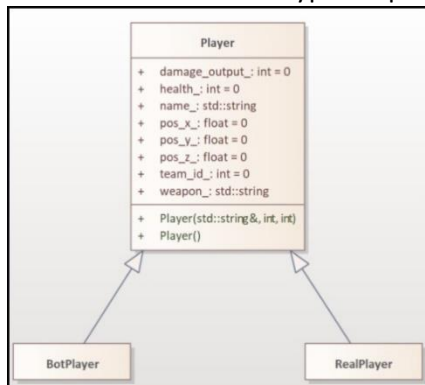 Player
+ damage_output_: int = 0
+ health_: int = 0
+ name_: std::string
+ pos_x_: float = 0
+ pos_y_: float = 0
+ pos_z_: float = 0
+ team_id_: int = 0
+ weapon_: std::string
+ Player(std::string&, int, int)
+ Player()
BotPlayer
RealPlayer